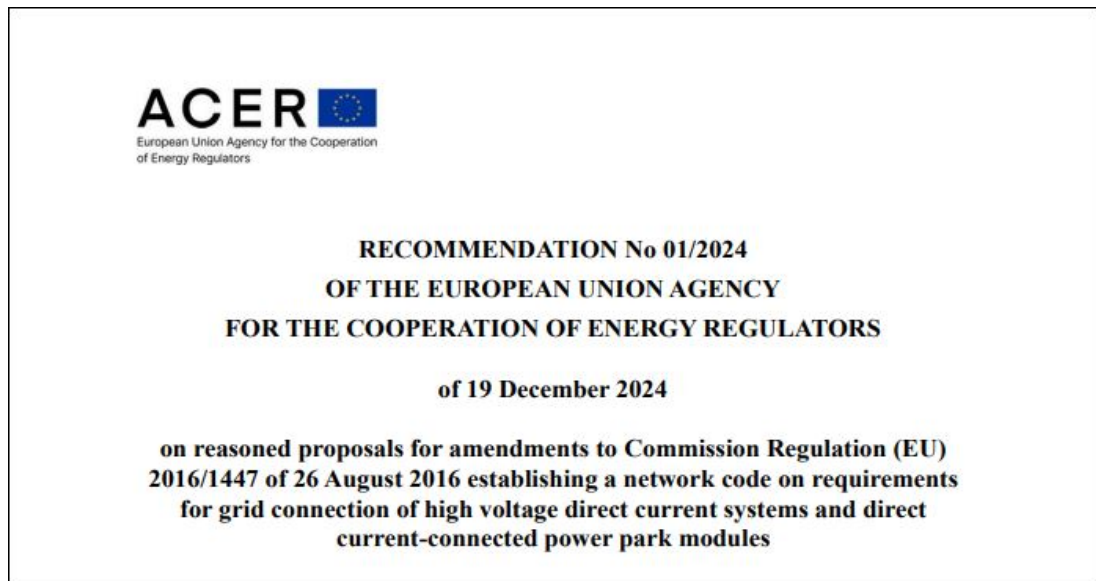 ACER
European Union Agency for the Cooperation
of Energy Regulators
RECOMMENDATION No 01/2024
OF THE EUROPEAN UNION AGENCY
FOR THE COOPERATION OF ENERGY REGULATORS
of 19 December 2024
on reasoned proposals for amendments to Commission Regulation (EU)
2016/1447 of 26 August 2016 establishing a network code on requirements
for grid connection of high voltage direct current systems and direct
current-connected power park modules